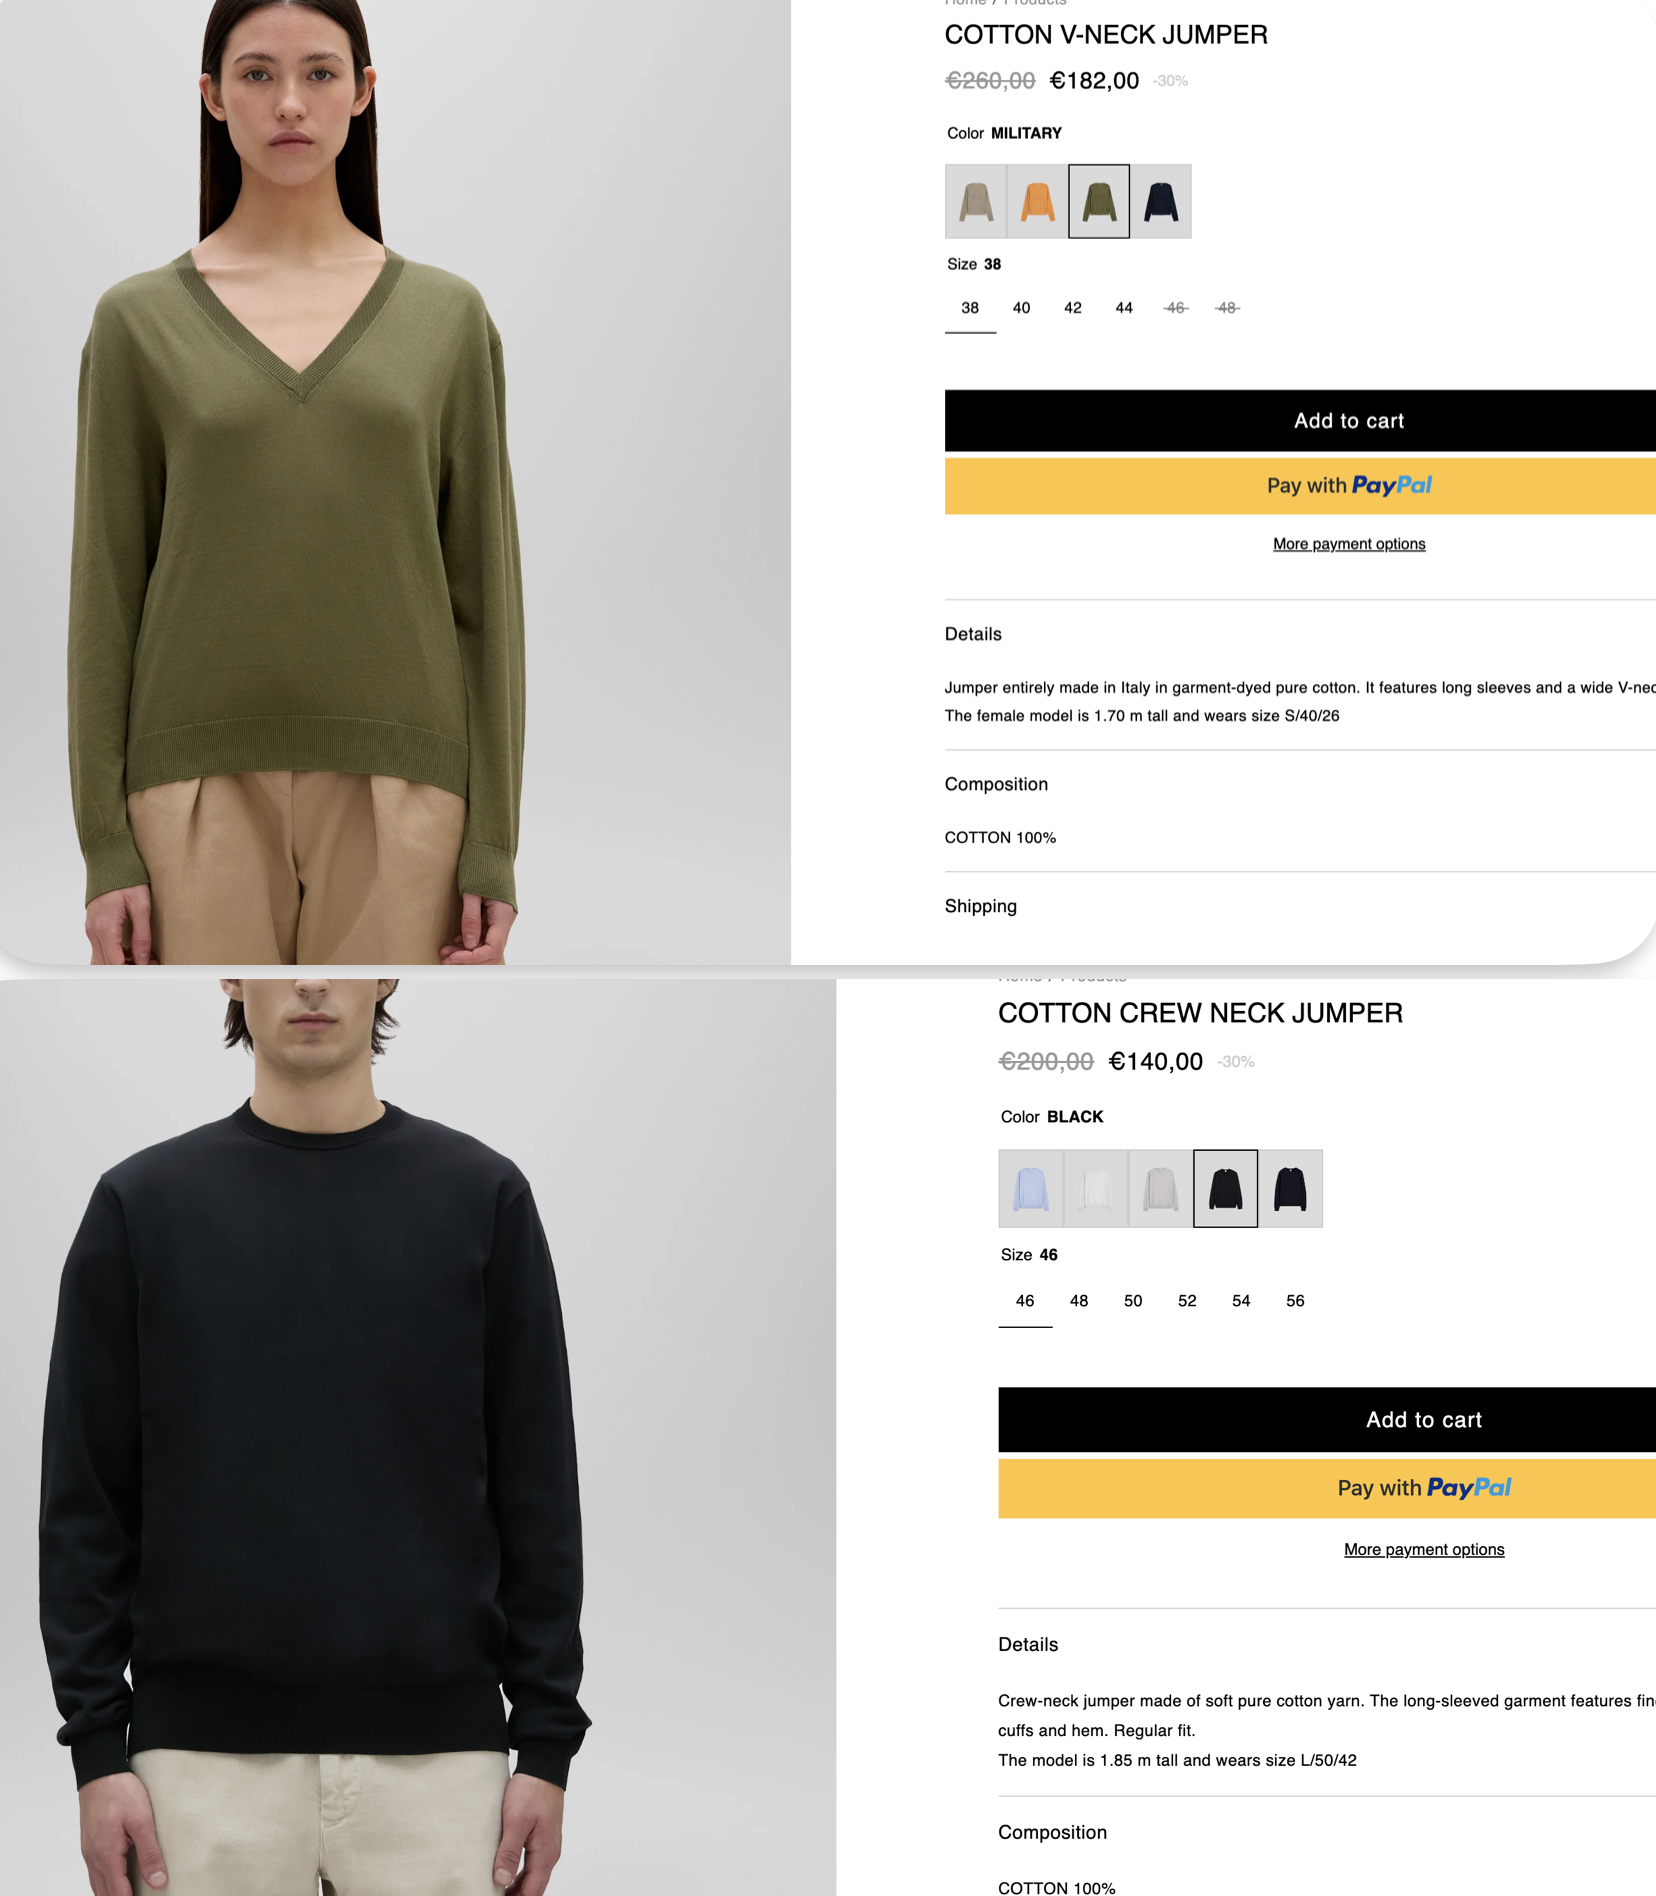 Home / Products
COTTON V-NECK JUMPER
€260,00 €182,00 -30%
Color MILITARY
Size 38
38 40 42 44 46 48
Add to cart
Pay with PayPal
More payment options
Details
Jumper entirely made in Italy in garment-dyed pure cotton. It features long sleeves and a wide
The female model is 1.70 m tall and wears size S/40/26
Composition
COTTON 100%
Shipping
Home / Products
COTTON CREW NECK JUMPER
€200,00 €140,00 -30%
Color BLACK
Size 46
46 48 50 52 54 56
Add to cart
Pay with PayPal
More payment options
Details
Crew-neck jumper made of soft pure cotton yarn. The long-sleeved garment features
cuffs and hem. Regular fit.
The model is 1.85 m tall and wears size L/50/42
Composition
COTTON 100%